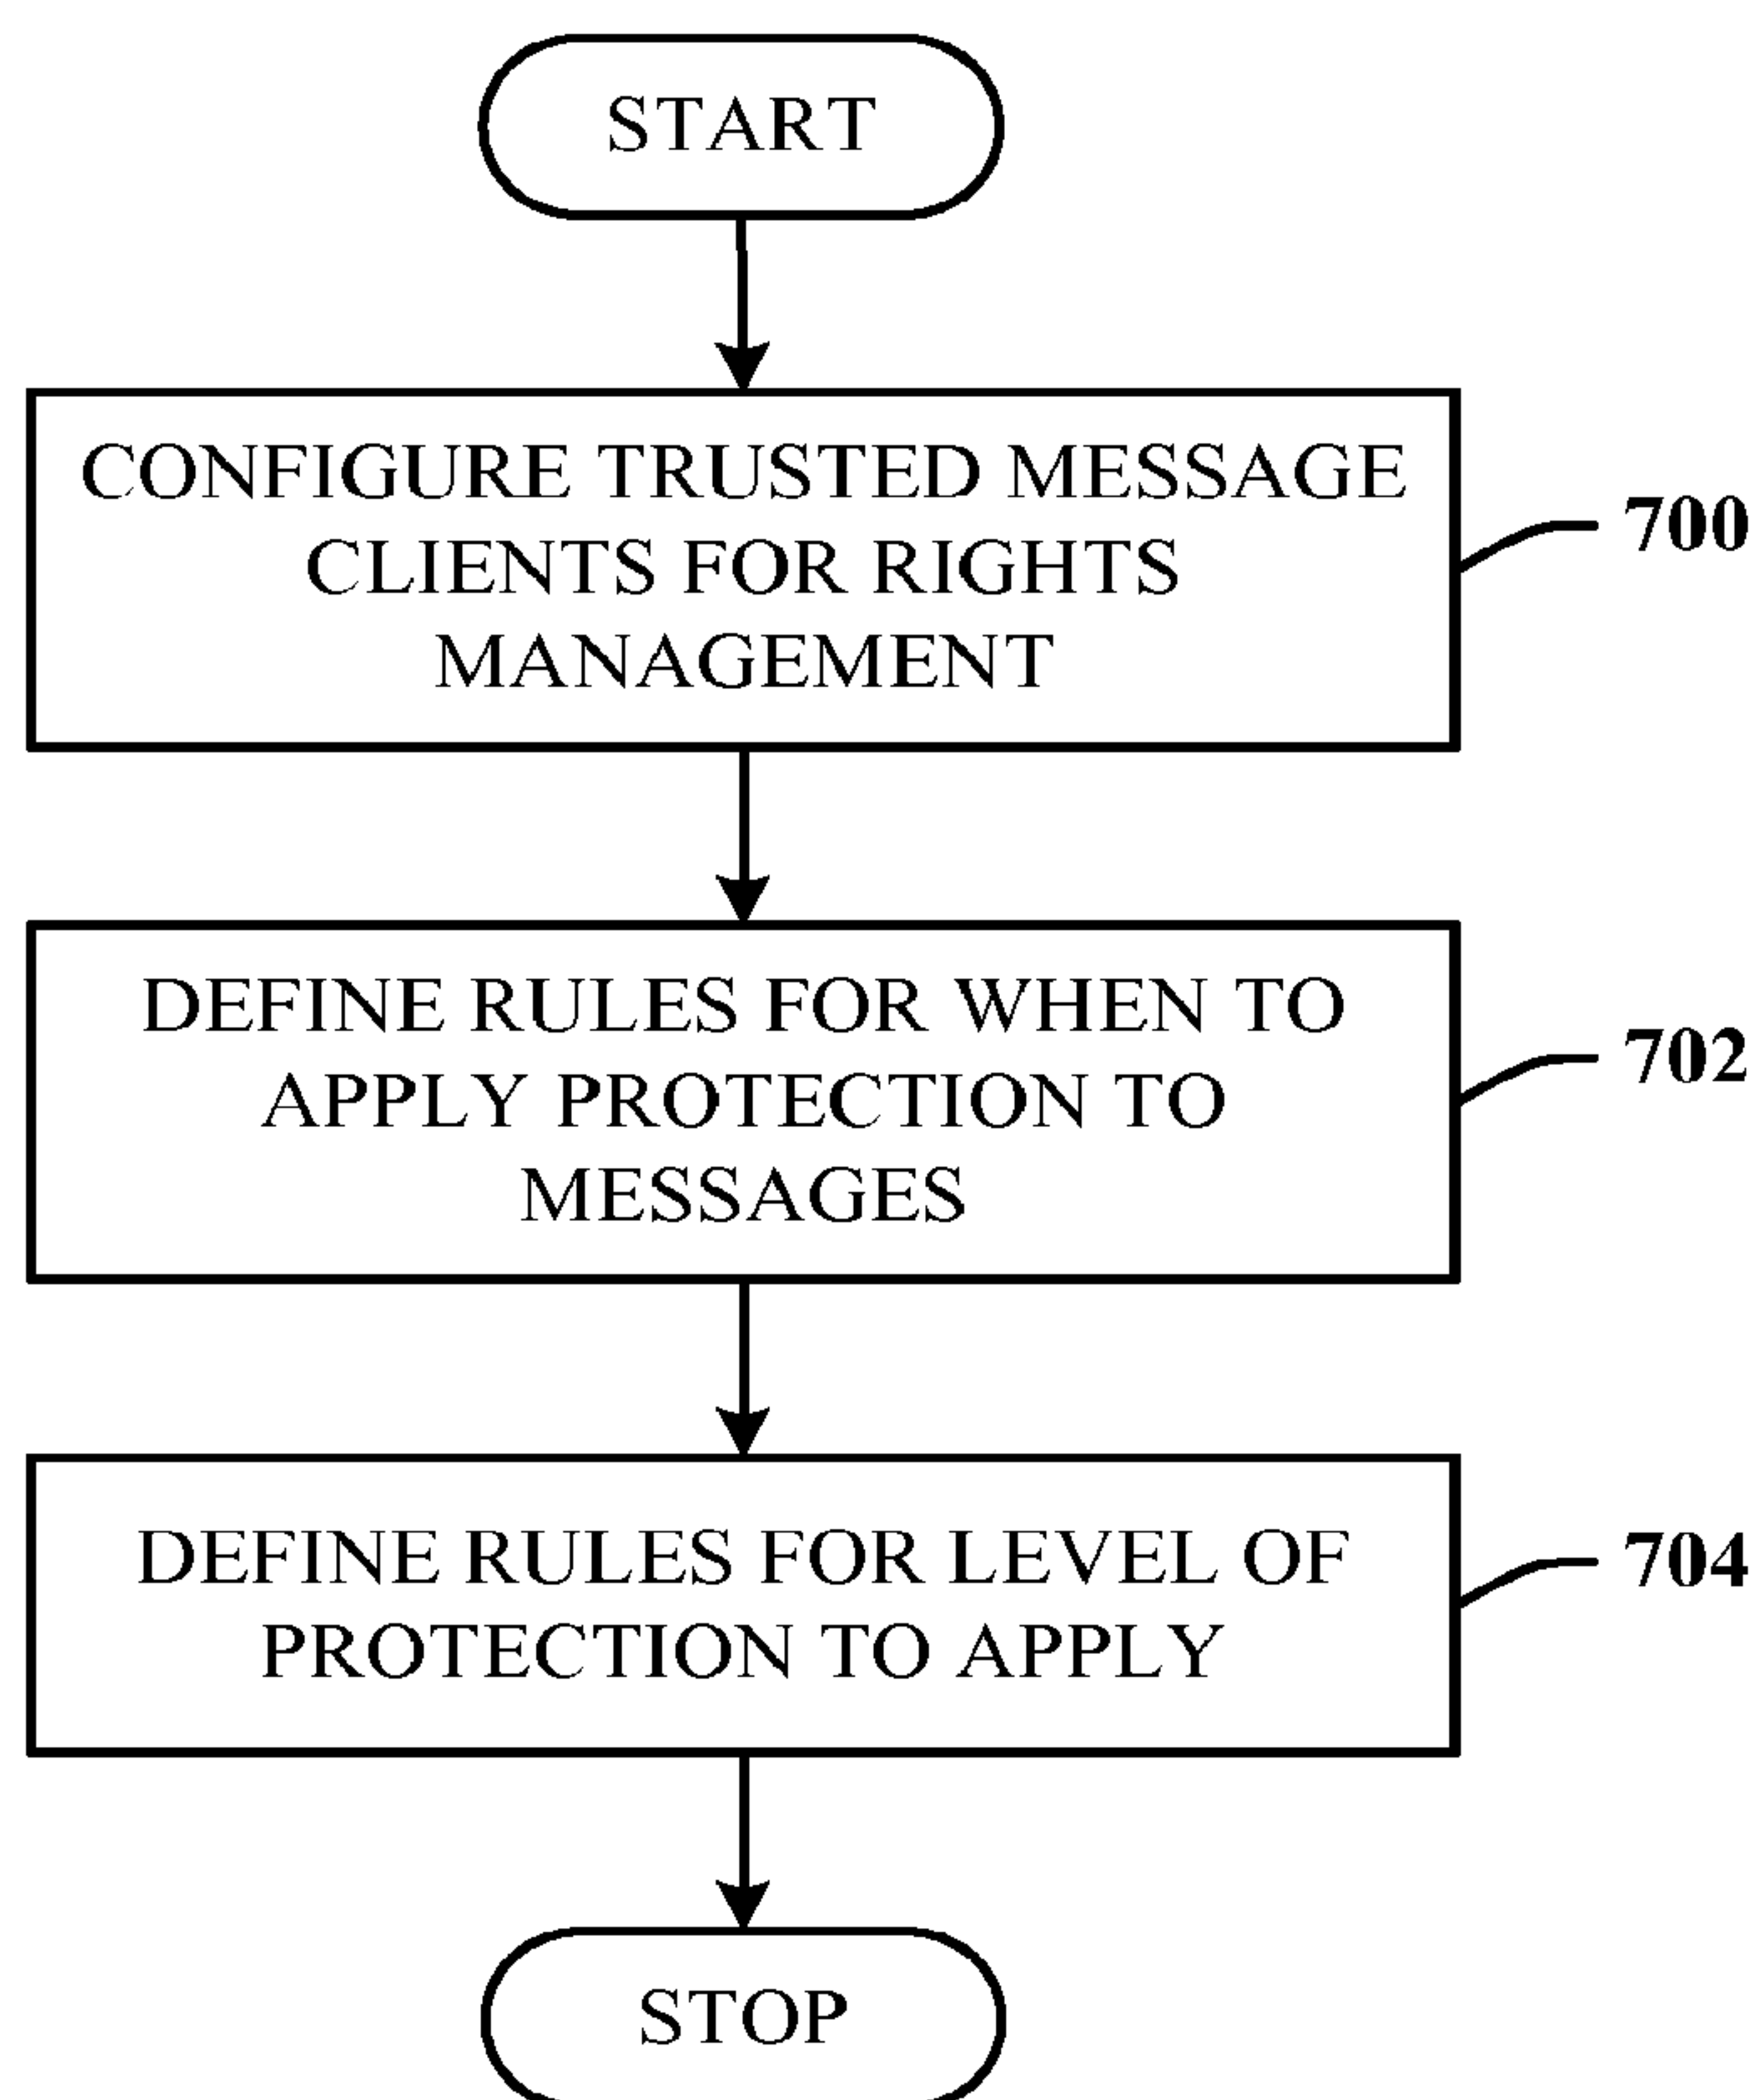 START
CONFIGURE TRUSTED MESSAGE
CLIENTS FOR RIGHTS
MANAGEMENT
700
DEFINE RULES FOR WHEN TO
APPLY PROTECTION TO
MESSAGES
702
DEFINE RULES FOR LEVEL OF
PROTECTION TO APPLY
704
STOP